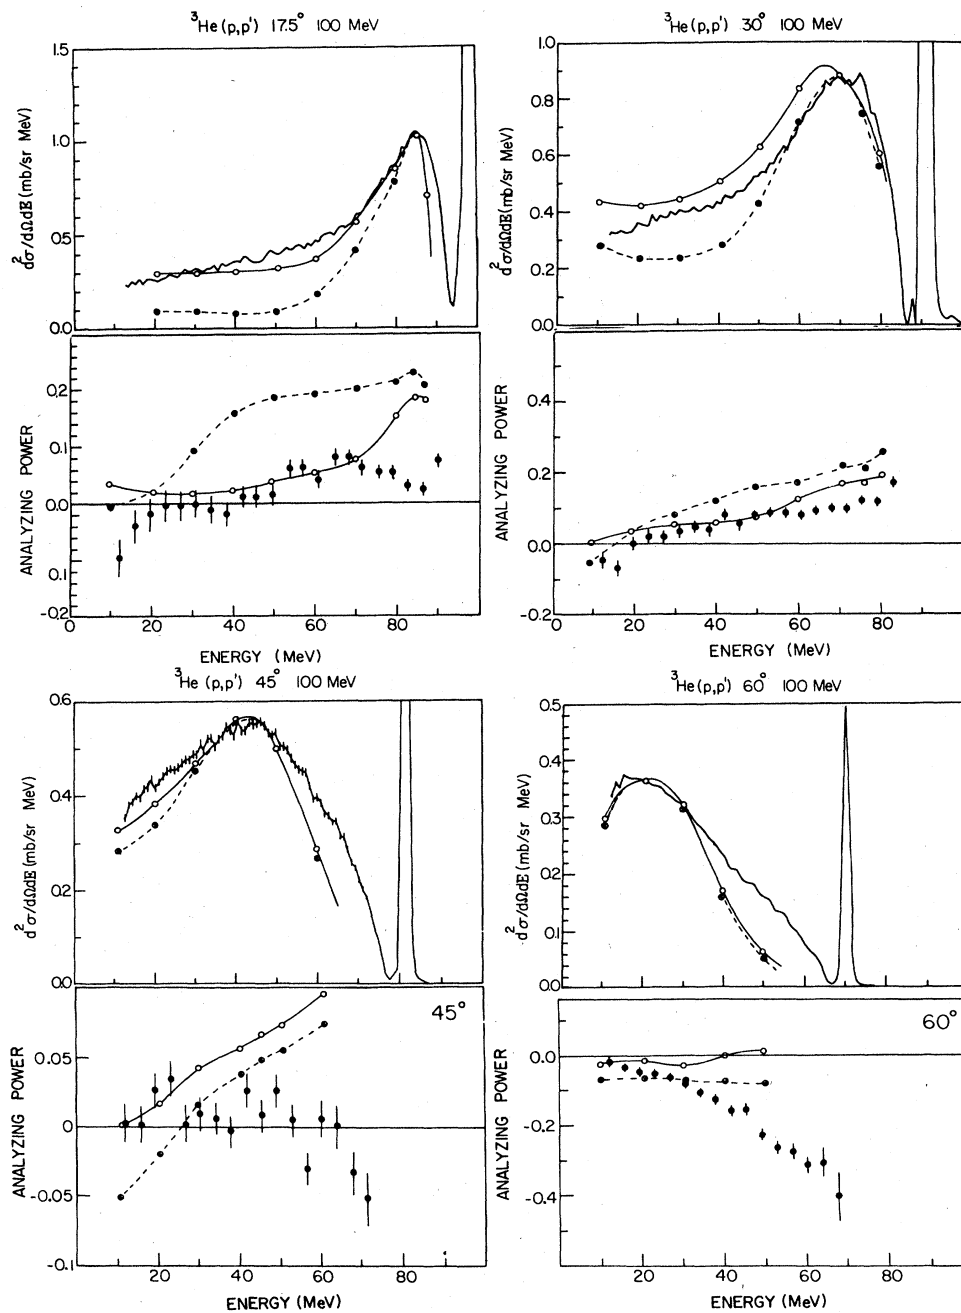 ³He(p,p') 17.5° 100 MeV
1.5
1.0
0.5
0.0
d²σ/dΩdE (mb/sr MeV)
0.2
0.1
0.0
0.1
-0.2
ANALYZING POWER
0 20 40 60 80
ENERGY (MeV)
³He(p,p') 30° 100 MeV
1.0
0.8
0.6
0.4
0.2
0.0
d²σ/dΩdE (mb/sr MeV)
0.4
0.2
0.0
-0.2
ANALYZING POWER
0 20 40 60 80
ENERGY (MeV)
³He(p,p') 45° 100 MeV
0.6
0.4
0.2
0.0
d²σ/dΩdE (mb/sr MeV)
45°
0.05
0
-0.05
-0.1
ANALYZING POWER
20 40 60 80
ENERGY (MeV)
³He(p,p') 60° 100 MeV
0.5
0.4
0.3
0.2
0.1
0.0
d²σ/dΩdE (mb/sr MeV)
60°
0.0
-0.2
-0.4
ANALYZING POWER
20 40 60 80
ENERGY (MeV)